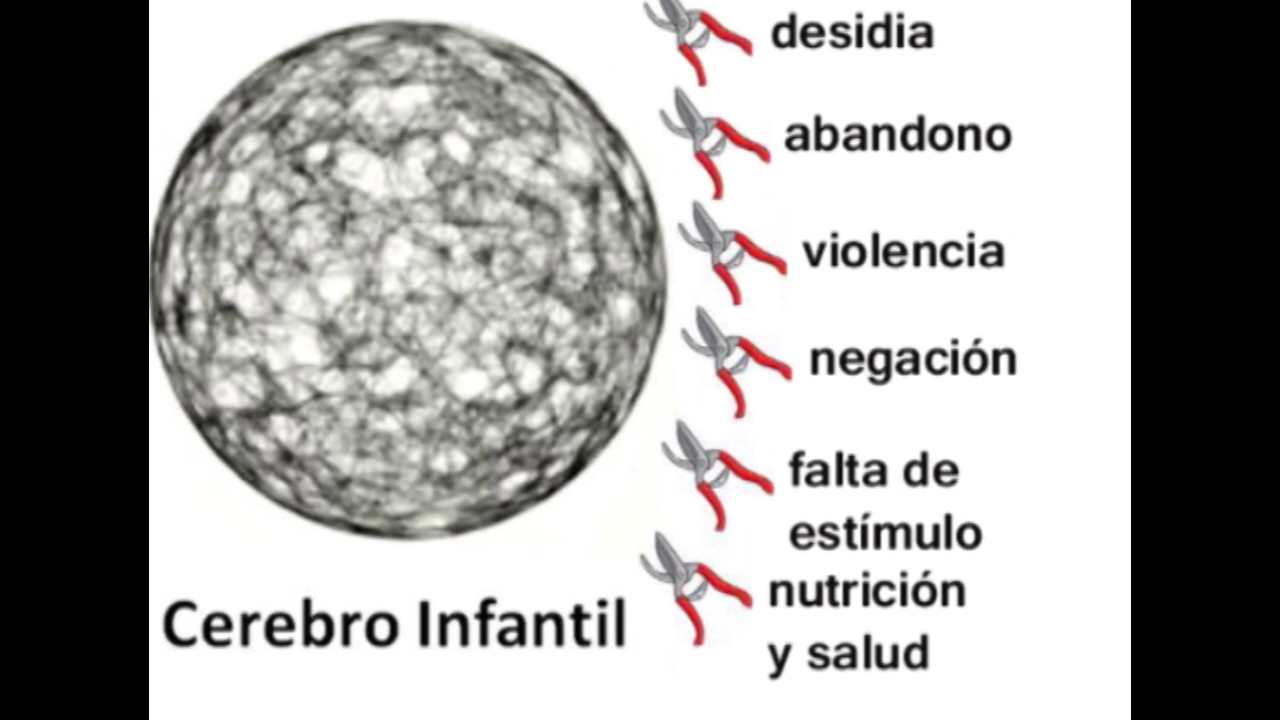 desidia
abandono
violencia
negación
falta de
estímulo
nutrición
y salud
Cerebro Infantil